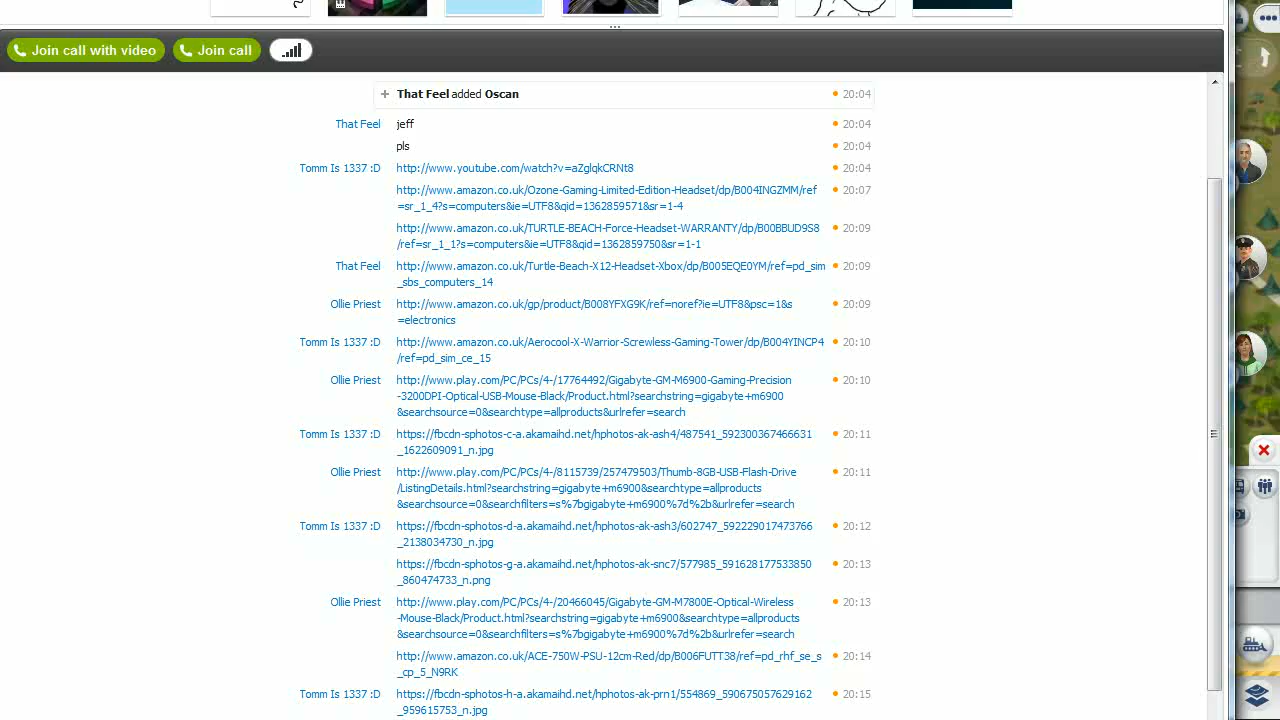 Join call with video
Join call
That Feel added Oscan
20:04
That Feel
jeff
20:04
pls
20:04
Tomm Is 1337 :D
http://www.youtube.com/watch?v=aZglqkCRNt8
20:04
http://www.amazon.co.uk/Ozone-Gaming-Limited-Edition-Headset/dp/B004INGZMM/ref
=sr_1_4?s=computers&ie=UTF8&qid=1362859571&sr=1-4
20:07
http://www.amazon.co.uk/TURTLE-BEACH-Force-Headset-WARRANTY/dp/B00BBUD9S8
/ref=sr_1_1?s=computers&ie=UTF8&qid=1362859750&sr=1-1
20:09
That Feel
http://www.amazon.co.uk/Turtle-Beach-X12-Headset-Xbox/dp/B005EQE0YM/ref=pd_sim
_sbs_computers_14
20:09
Ollie Priest
http://www.amazon.co.uk/gp/product/B008YFXG9K/ref=noref?ie=UTF8&psc=1&s
=electronics
20:09
Tomm Is 1337 :D
http://www.amazon.co.uk/Aerocool-X-Warrior-Screwless-Gaming-Tower/dp/B004YINCP4
/ref=pd_sim_ce_15
20:10
Ollie Priest
http://www.play.com/PC/PCs/4-/17764492/Gigabyte-GM-M6900-Gaming-Precision
-3200DPI-Optical-USB-Mouse-Black/Product.html?searchstring=gigabyte+m6900
&searchsource=0&searchtype=allproducts&urlrefer=search
20:10
Tomm Is 1337 :D
https://fbcdn-sphotos-c-a.akamaihd.net/hphotos-ak-ash4/487541_592300367466631
_1622609091_n.jpg
20:11
Ollie Priest
http://www.play.com/PC/PCs/4-/8115739/257479503/Thumb-8GB-USB-Flash-Drive
/ListingDetails.html?searchstring=gigabyte+m6900&searchtype=allproducts
&searchsource=0&searchfilters=s%7bgigabyte+m6900%7d%2b&urlrefer=search
20:11
Tomm Is 1337 :D
https://fbcdn-sphotos-d-a.akamaihd.net/hphotos-ak-ash3/602747_592229017473766
_2138034730_n.jpg
20:12
https://fbcdn-sphotos-g-a.akamaihd.net/hphotos-ak-snc7/577985_591628177533850
_860474733_n.png
20:13
Ollie Priest
http://www.play.com/PC/PCs/4-/20466045/Gigabyte-GM-M7800E-Optical-Wireless
-Mouse-Black/Product.html?searchstring=gigabyte+m6900&searchtype=allproducts
&searchsource=0&searchfilters=s%7bgigabyte+m6900%7d%2b&urlrefer=search
20:13
http://www.amazon.co.uk/ACE-750W-PSU-12cm-Red/dp/B006FUTT38/ref=pd_rhf_se_s
_cp_5_N9RK
20:14
Tomm Is 1337 :D
https://fbcdn-sphotos-h-a.akamaihd.net/hphotos-ak-prn1/554869_590675057629162
_959615753_n.jpg
20:15